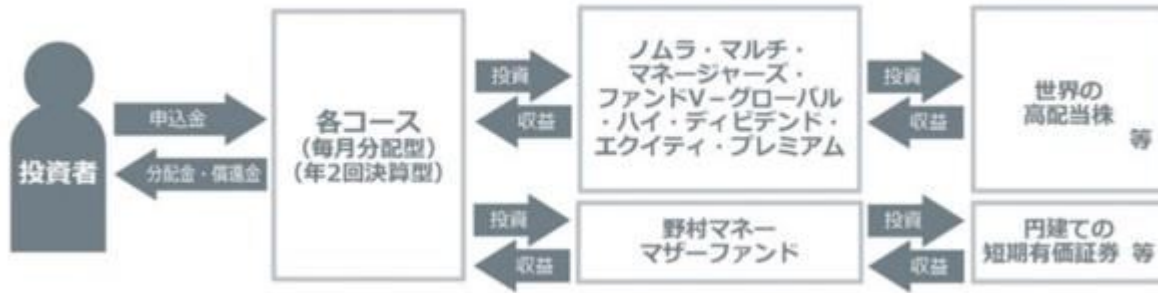 投資者
申込金
分配金・償還金
各コース
（毎月分配型）
（年2回決算型）
投資
収益
ノムラ・マルチ・
マネージャーズ・
ファンドⅤ－グローバル
・ハイ・ディビデンド・
エクイティ・プレミアム
投資
収益
世界の
高配当株
等
投資
収益
野村マネー
マザーファンド
投資
収益
円建ての
短期有価証券 等